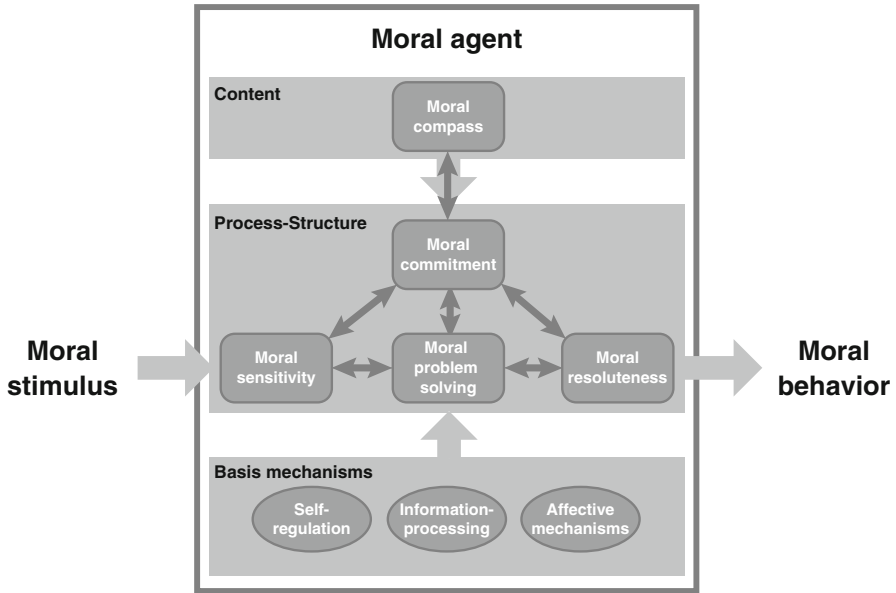 Moral agent
Content
Moral
compass
Process-Structure
Moral
commitment
Moral
stimulus
Moral
sensitivity
Moral
problem
solving
Moral
resoluteness
Moral
behavior
Basis mechanisms
Self-
regulation
Information-
processing
Affective
mechanisms